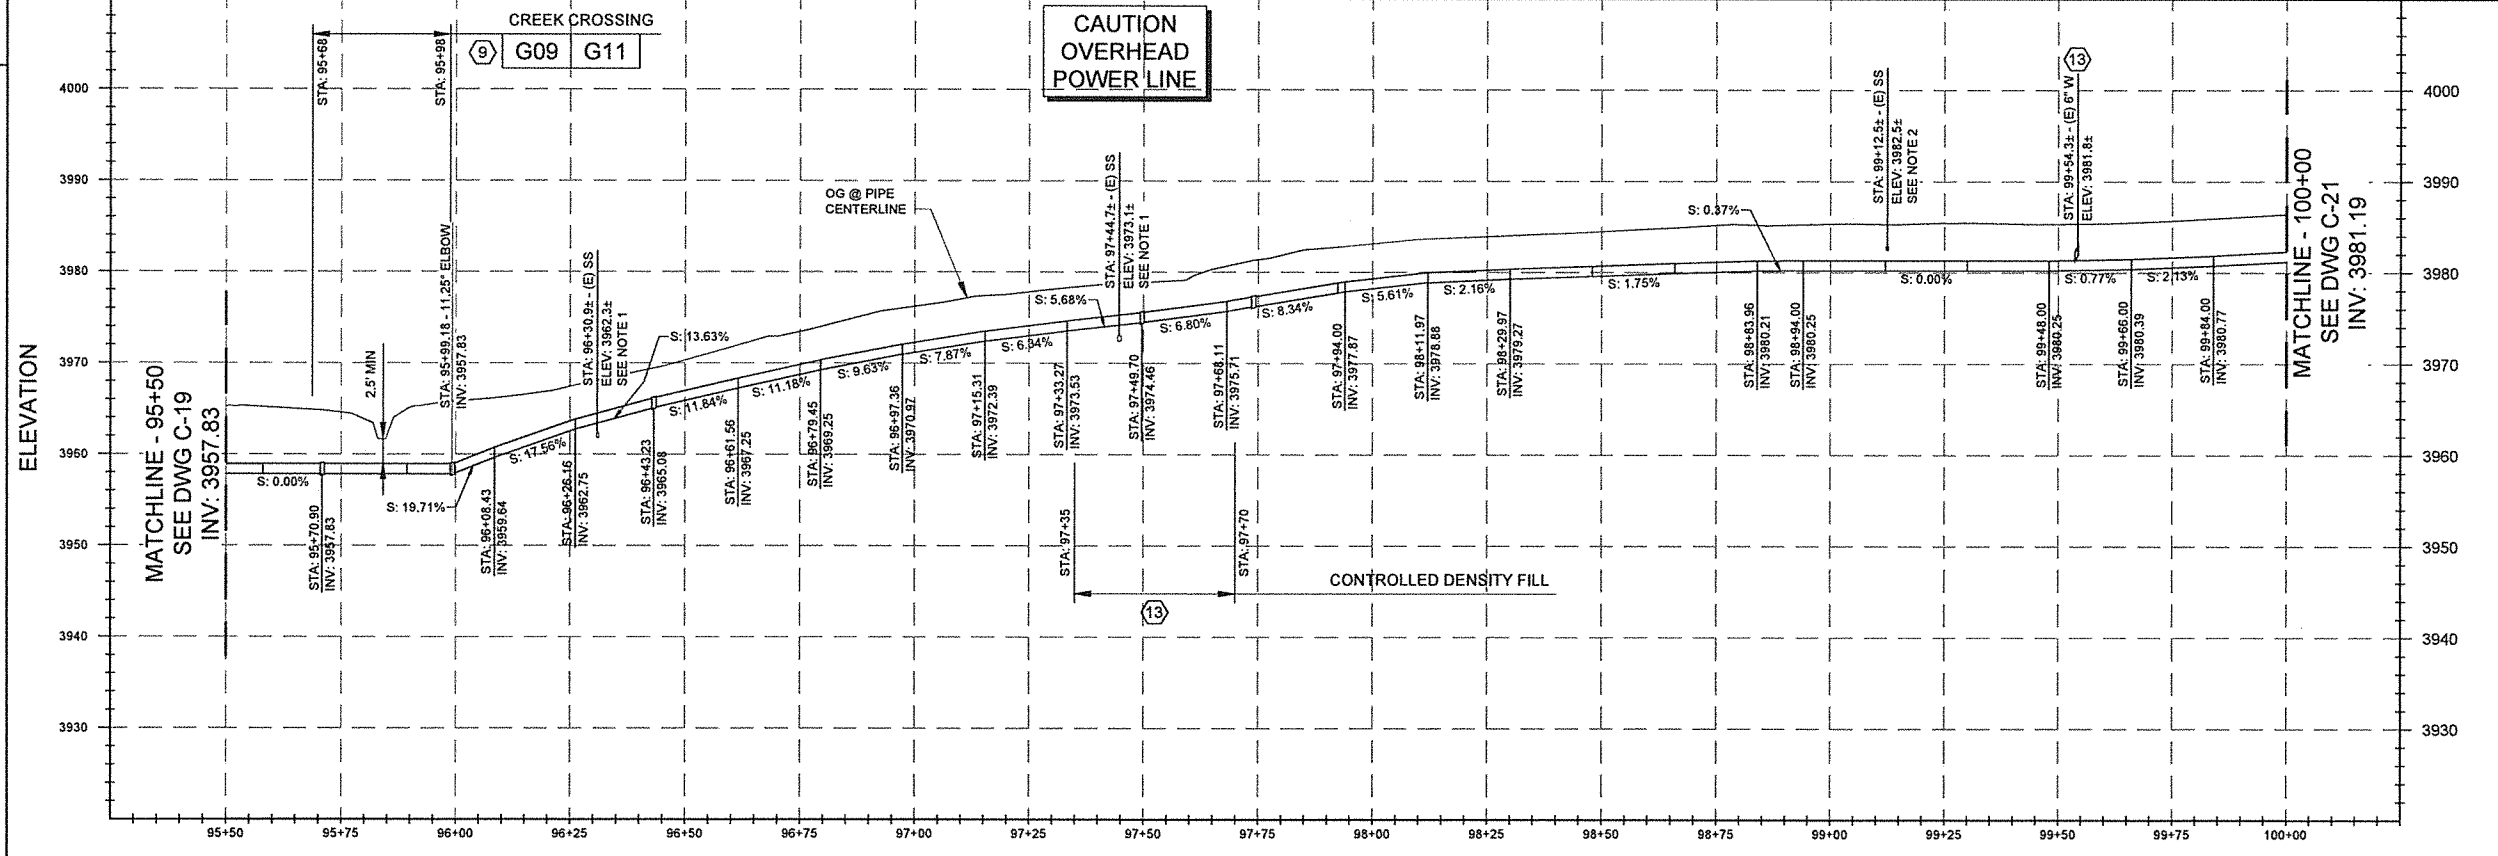 CREEK CROSSING
9 G09 G11
CAUTION
OVERHEAD
POWER LINE
STA: 95+68
STA: 95+98
ELEVATION
4000
3990
3980
3970
3960
3950
3940
3930
MATCHLINE - 95+50
SEE DWG C-19
INV: 3957.83
2.5' MIN
STA: 95+99.18 - 11.25° ELBOW
INV: 3957.83
STA: 96+30.9± - (E) SS
ELEV: 3962.3±
SEE NOTE 1
OG @ PIPE
CENTERLINE
STA: 97+44.7± - (E) SS
ELEV: 3973.1±
SEE NOTE 1
13
STA: 99+12.5± - (E) SS
ELEV: 3982.5±
SEE NOTE 2
STA: 99+54.3± - (E) 6" W
ELEV: 3981.8±
S: 0.00%
S: 19.71%
S: 17.56%
S: 13.63%
S: 11.84%
S: 11.18%
S: 9.63%
S: 7.87%
S: 6.34%
S: 5.68%
S: 6.80%
S: 8.34%
S: 5.61%
S: 2.16%
S: 1.75%
S: 0.37%
S: 0.00%
S: 0.77%
S: 2.13%
STA: 95+70.90
INV: 3957.83
STA: 96+08.43
INV: 3959.64
STA: 96+26.16
INV: 3962.75
STA: 96+43.23
INV: 3965.08
STA: 96+61.56
INV: 3967.25
STA: 96+79.45
INV: 3969.25
STA: 96+97.36
INV: 3970.97
STA: 97+15.31
INV: 3972.39
STA: 97+33.27
INV: 3973.53
STA: 97+49.70
INV: 3974.46
STA: 97+68.11
INV: 3975.71
STA: 97+94.00
INV: 3977.87
STA: 98+11.97
INV: 3978.88
STA: 98+29.97
INV: 3979.27
STA: 98+83.96
INV: 3980.21
STA: 98+94.00
INV: 3980.25
STA: 99+48.00
INV: 3980.25
STA: 99+66.00
INV: 3980.39
STA: 99+84.00
INV: 3980.77
STA: 97+35
STA: 97+70
CONTROLLED DENSITY FILL
13
MATCHLINE - 100+00
SEE DWG C-21
INV: 3981.19
4000
3990
3980
3970
3960
3950
3940
3930
95+50 95+75 96+00 96+25 96+50 96+75 97+00 97+25 97+50 97+75 98+00 98+25 98+50 98+75 99+00 99+25 99+50 99+75 100+00